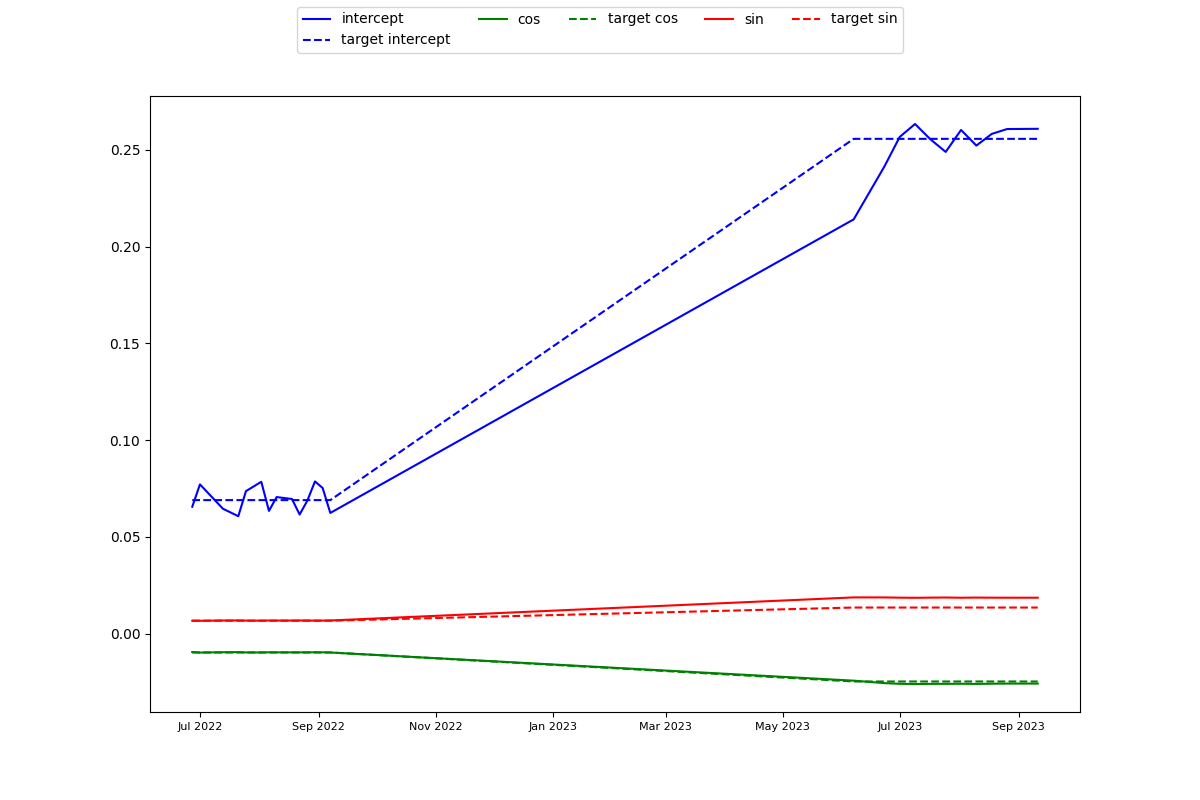 intercept cos target cos sin target sin
target intercept
0.25
0.20
0.15
0.10
0.05
0.00
Jul 2022 Sep 2022 Nov 2022 Jan 2023 Mar 2023 May 2023 Jul 2023 Sep 2023